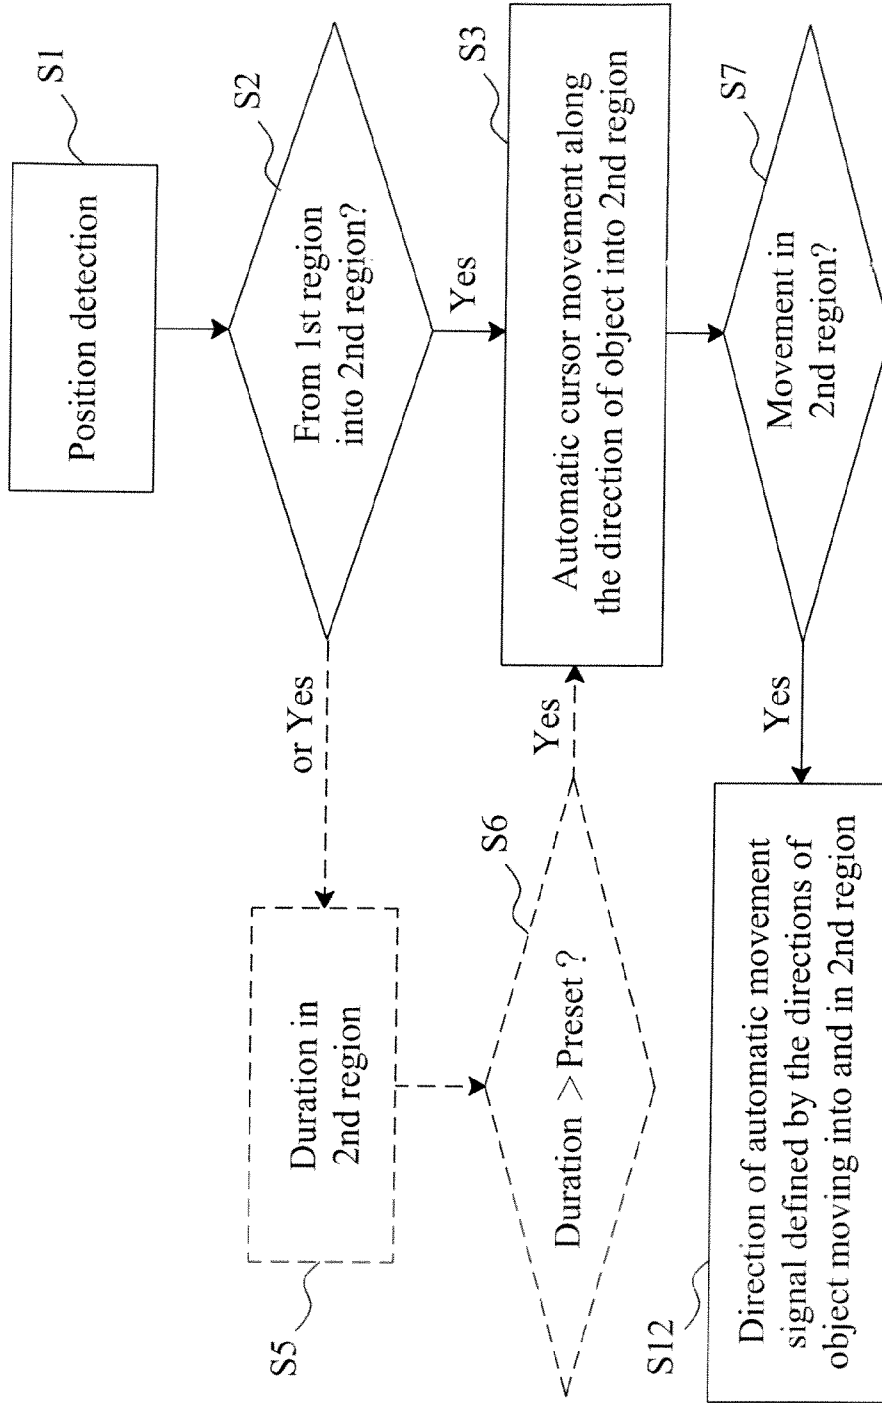 S1
Position detection
S2
From 1st region
into 2nd region?
Yes
or Yes
S5
Duration in
2nd region
S6
Duration >Preset ?
Yes
S3
Automatic cursor movement along
the direction of object into 2nd region
S7
Movement in
2nd region?
Yes
S12
Direction of automatic movement
signal defined by the directions of
object moving into and in 2nd region